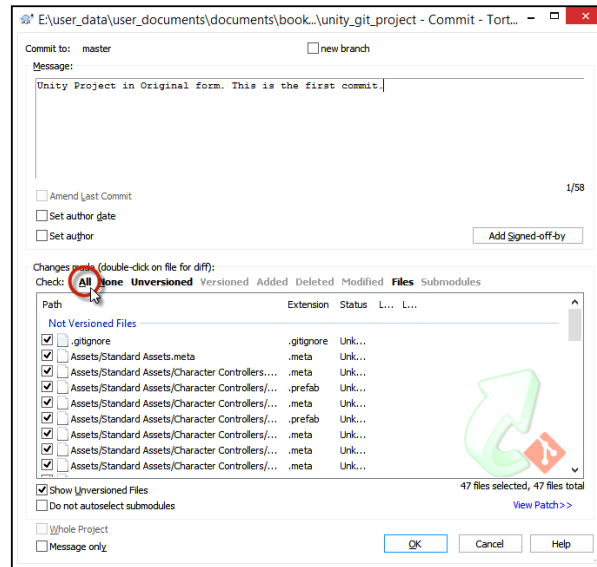 E:\user_data\user_documents\documents\book...\unity_git_project - Commit - Tort...
Commit to: master
new branch
Message:
Unity Project in Original form. This is the first commit.
1/58
Amend Last Commit
Set author date
Set author
Add Signed-off-by
Changes made (double-click on file for diff):
Check: All None Unversioned Versioned Added Deleted Modified Files Submodules
Path Extension Status L... L...
Not Versioned Files
.gitignore .gitignore Unk...
Assets/Standard Assets.meta .meta Unk...
Assets/Standard Assets/Character Controllers.... .meta Unk...
Assets/Standard Assets/Character Controllers/... .prefab Unk...
Assets/Standard Assets/Character Controllers/... .meta Unk...
Assets/Standard Assets/Character Controllers/... .prefab Unk...
Assets/Standard Assets/Character Controllers/... .meta Unk...
Assets/Standard Assets/Character Controllers/... .meta Unk...
Assets/Standard Assets/Character Controllers/... .meta Unk...
Show Unversioned Files
47 files selected, 47 files total
Do not autoselect submodules
View Patch>>
Whole Project
Message only
OK Cancel Help